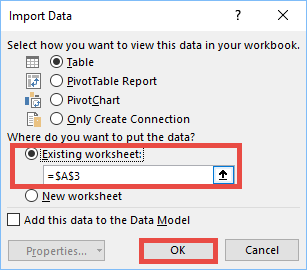 Import Data
?
Select how you want to view this data in your workbook.
Table
PivotTable Report
PivotChart
Only Create Connection
Where do you want to put the data?
Existing worksheet:
=$A$3
New worksheet
Add this data to the Data Model
Properties...
OK
Cancel